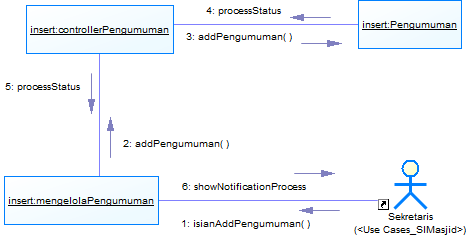 4: processStatus
insert:controllerPengumuman
insert:Pengumuman
3: addPengumuman( )
5: processStatus
2: addPengumuman( )
6: showNotificationProcess
insert:mengelolaPengumuman
1: isianAddPengumuman( )
Sekretaris
(<Use Cases_SIMasjid>)